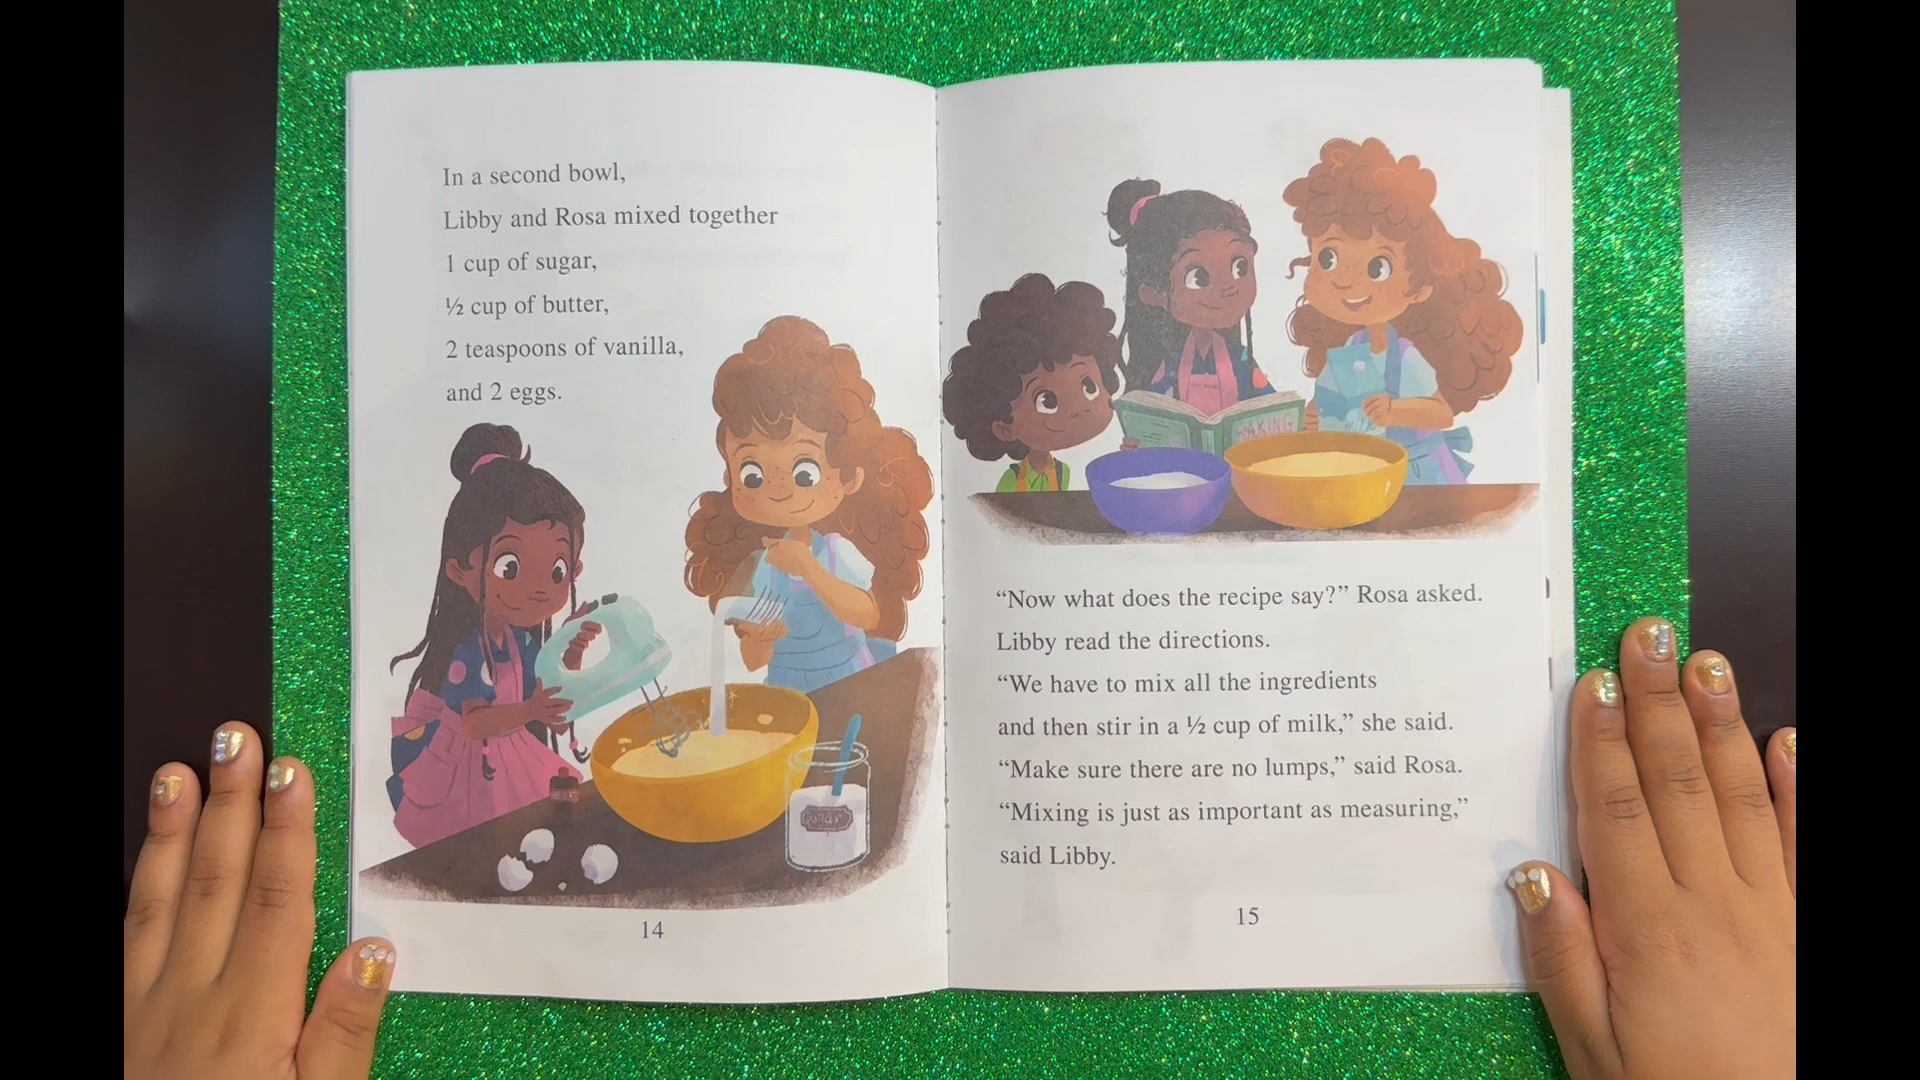 In a second bowl,
Libby and Rosa mixed together
1 cup of sugar,
½ cup of butter,
2 teaspoons of vanilla,
and 2 eggs.
Sugar
14
BAKING
milk
“Now what does the recipe say?” Rosa asked.
Libby read the directions.
“We have to mix all the ingredients
and then stir in a ½ cup of milk,” she said.
“Make sure there are no lumps,” said Rosa.
“Mixing is just as important as measuring,”
said Libby.
15